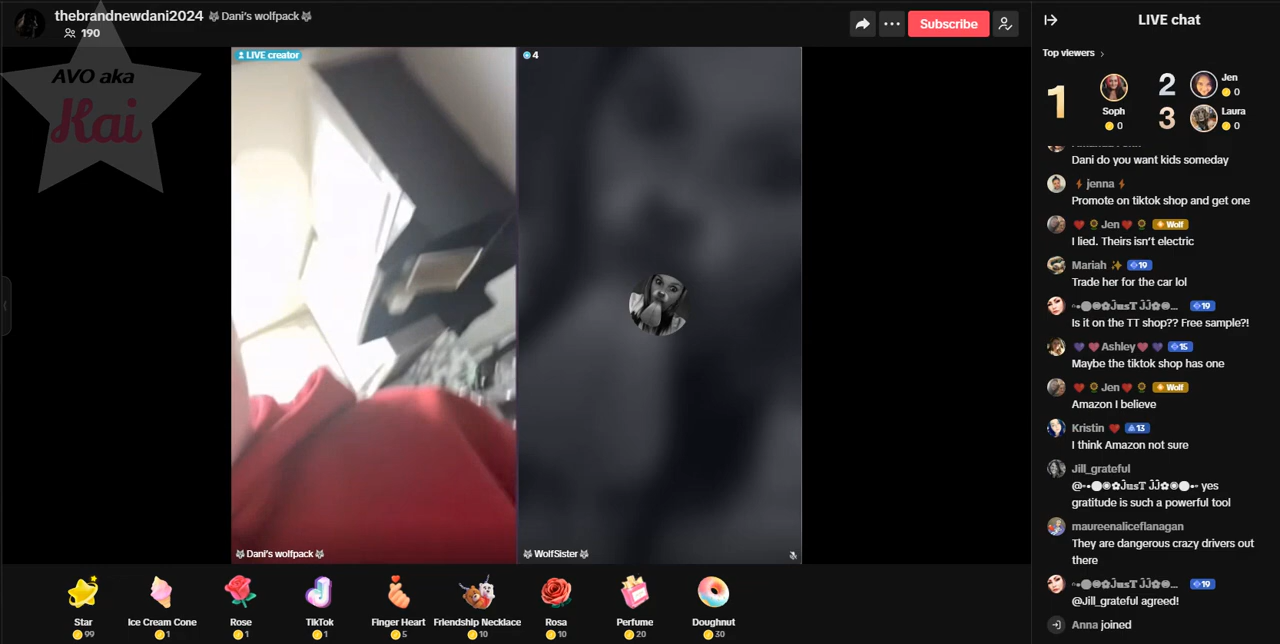 thebrandnewdani2024 🐺Dani's wolfpack🐺
190
Subscribe
AVO aka
Kai
LIVE creator
4
🐺Dani's wolfpack🐺
🐺WolfSister🐺
Star
99
Ice Cream Cone
1
Rose
1
TikTok
1
Finger Heart
5
Friendship Necklace
10
Rosa
10
Perfume
20
Doughnut
30
LIVE chat
Top viewers
1
Soph
0
2
Jen
0
3
Laura
0
Dani do you want kids someday
⚡jenna⚡
Promote on tiktok shop and get one
❤️🌻Jen❤️🌻 Wolf
I lied. Theirs isn't electric
Mariah ✨ 19
Trade her for the car lol
19
Is it on the TT shop?? Free sample?!
💜❤️Ashley❤️💜 15
Maybe the tiktok shop has one
❤️🌻Jen❤️🌻 Wolf
Amazon I believe
Kristin ❤️ 13
I think Amazon not sure
Jill_grateful
yes
gratitude is such a powerful tool
maureenaliceflanagan
They are dangerous crazy drivers out
there
19
@Jill_grateful agreed!
Anna joined